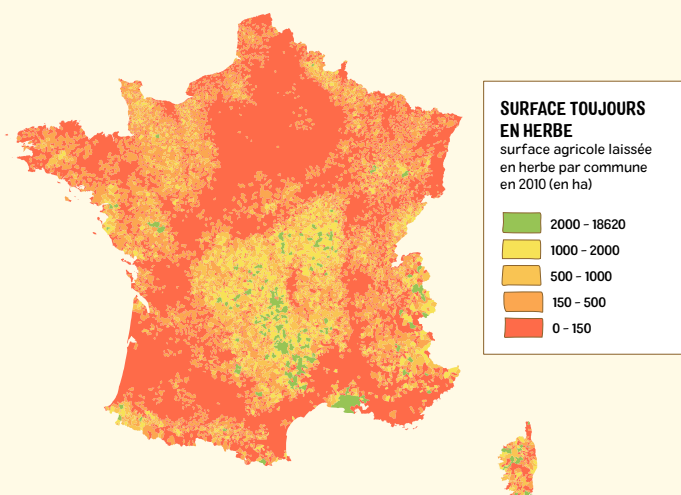 SURFACE TOUJOURS
EN HERBE
surface agricole laissée
en herbe par commune
en 2010 (en ha)
2000 - 18620
1000 - 2000
500 - 1000
150 - 500
0 - 150